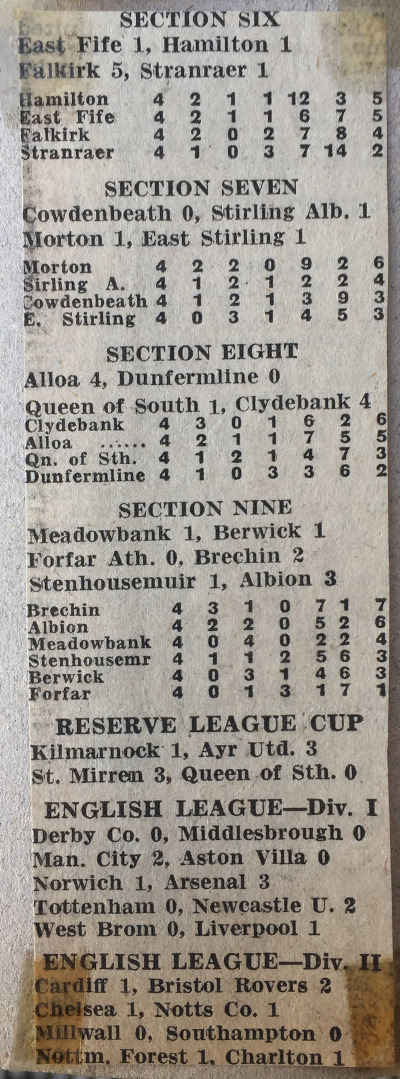 SECTION SIX
East Fife 1, Hamilton 1
Falkirk 5, Stranraer 1
Hamilton 4 2 1 1 12 3 5
East Fife 4 2 1 1 6 7 5
Falkirk 4 2 0 2 7 8 4
Stranraer 4 1 0 3 7 14 2
SECTION SEVEN
Cowdenbeath 0, Stirling Alb. 1
Morton 1, East Stirling 1
Morton 4 2 2 0 9 2 6
Sirling A. 4 1 2 1 2 2 4
Cowdenbeath 4 1 2 1 3 9 3
E. Stirling 4 0 3 1 4 5 3
SECTION EIGHT
Alloa 4, Dunfermline 0
Queen of South 1, Clydebank 4
Clydebank 4 3 0 1 6 2 6
Alloa ...... 4 2 1 1 7 5 5
Qn. of Sth. 4 1 2 1 4 7 3
Dunfermline 4 1 0 3 3 6 2
SECTION NINE
Meadowbank 1, Berwick 1
Forfar Ath. 0, Brechin 2
Stenhousemuir 1, Albion 3
Brechin 4 3 1 0 7 1 7
Albion 4 2 2 0 5 2 6
Meadowbank 4 0 4 0 2 2 4
Stenhousemr 4 1 1 2 5 6 3
Berwick 4 0 3 1 4 6 3
Forfar 4 0 1 3 1 7 1
RESERVE LEAGUE CUP
Kilmarnock 1, Ayr Utd. 3
St. Mirren 3, Queen of Sth. 0
ENGLISH LEAGUE—Div. I
Derby Co. 0, Middlesbrough 0
Man. City 2, Aston Villa 0
Norwich 1, Arsenal 3
Tottenham 0, Newcastle U. 2
West Brom 0, Liverpool 1
ENGLISH LEAGUE—Div. II
Cardiff 1, Bristol Rovers 2
Chelsea 1, Notts Co. 1
Millwall 0, Southampton 0
Nottm. Forest 1, Charlton 1